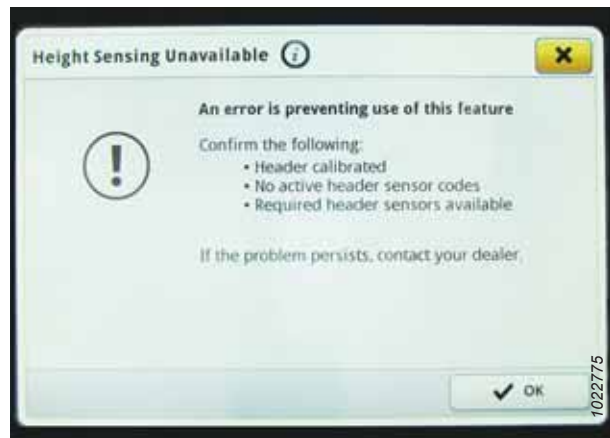 Height Sensing Unavailable i
×
An error is preventing use of this feature
!
Confirm the following:
• Header calibrated
• No active header sensor codes
• Required header sensors available
If the problem persists, contact your dealer.
✔ OK
1022775